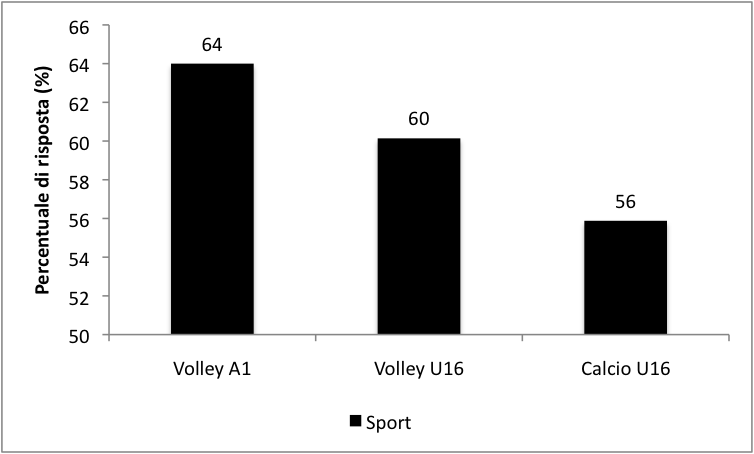 Percentuale di risposta (%)
66
64
62
60
58
56
54
52
50
64
60
56
Volley A1
Volley U16
Calcio U16
Sport